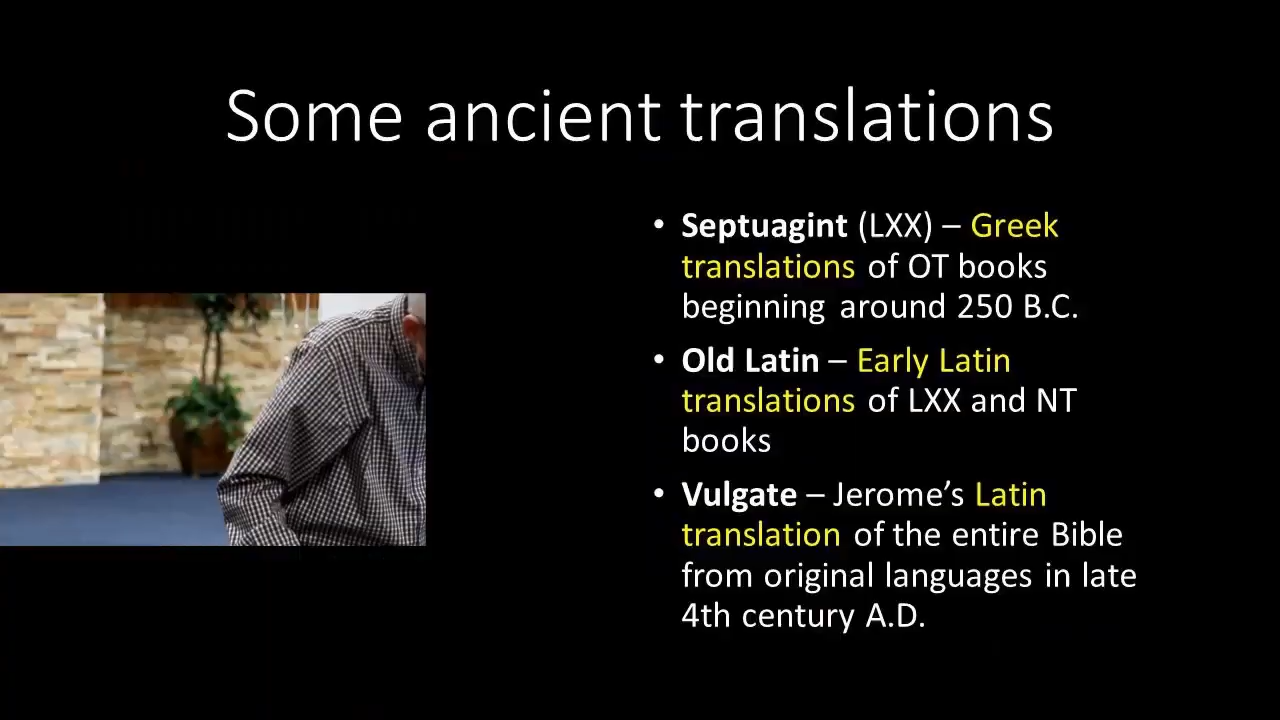 Some ancient translations
• Septuagint (LXX) – Greek
translations of OT books
beginning around 250 B.C.
• Old Latin – Early Latin
translations of LXX and NT
books
• Vulgate – Jerome’s Latin
translation of the entire Bible
from original languages in late
4th century A.D.